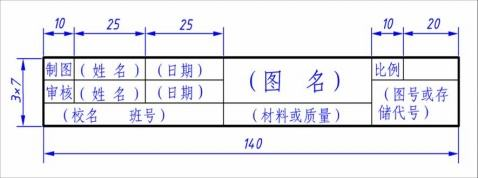 10 25 25 10 20
制图 (姓 名) (日期) (图 名) 比例
审核 (姓 名) (日期) (图号或存
储代号)
(校名 班号) (材料或质量)
3×7
140